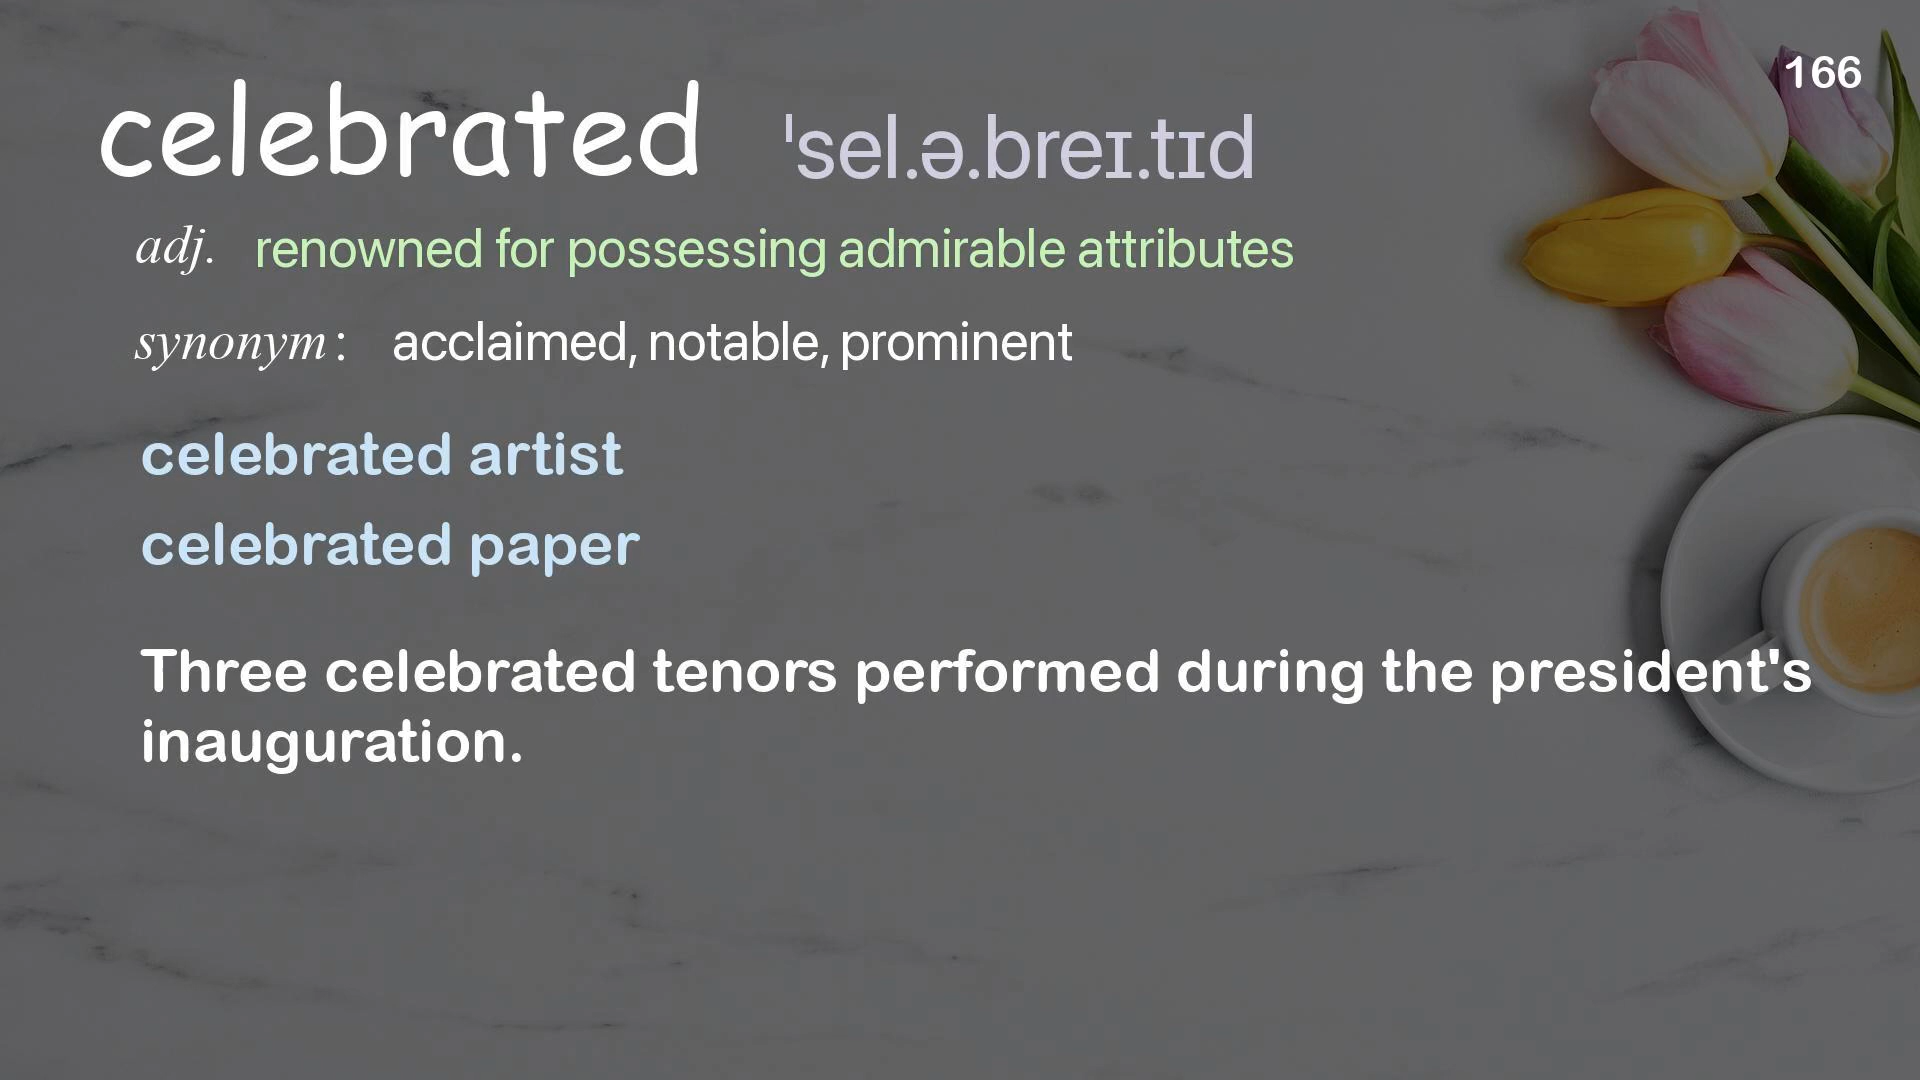 166
celebrated ˈsel.ə.breɪ.tɪd
adj. renowned for possessing admirable attributes
synonym : acclaimed, notable, prominent
celebrated artist
celebrated paper
Three celebrated tenors performed during the president's
inauguration.